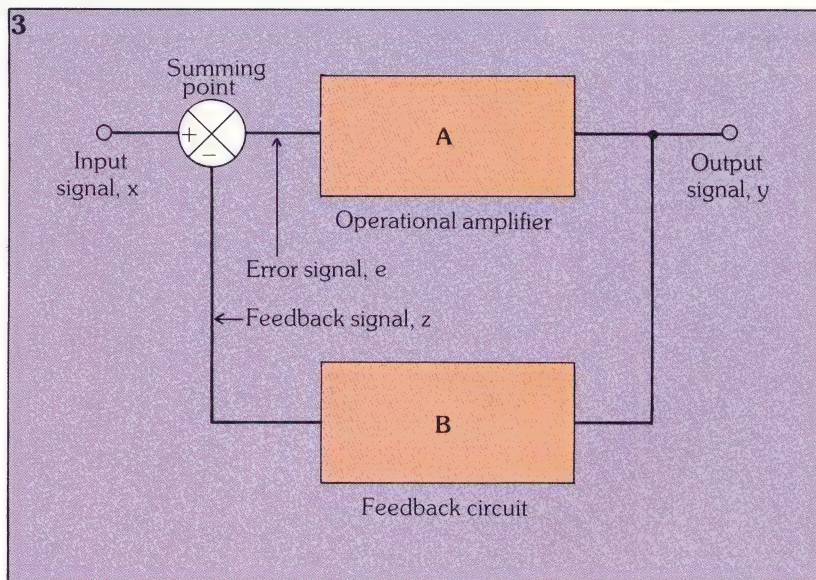 3
Summing
point
+
−
Input
signal, x
A
Output
signal, y
Operational amplifier
Error signal, e
Feedback signal, z
B
Feedback circuit